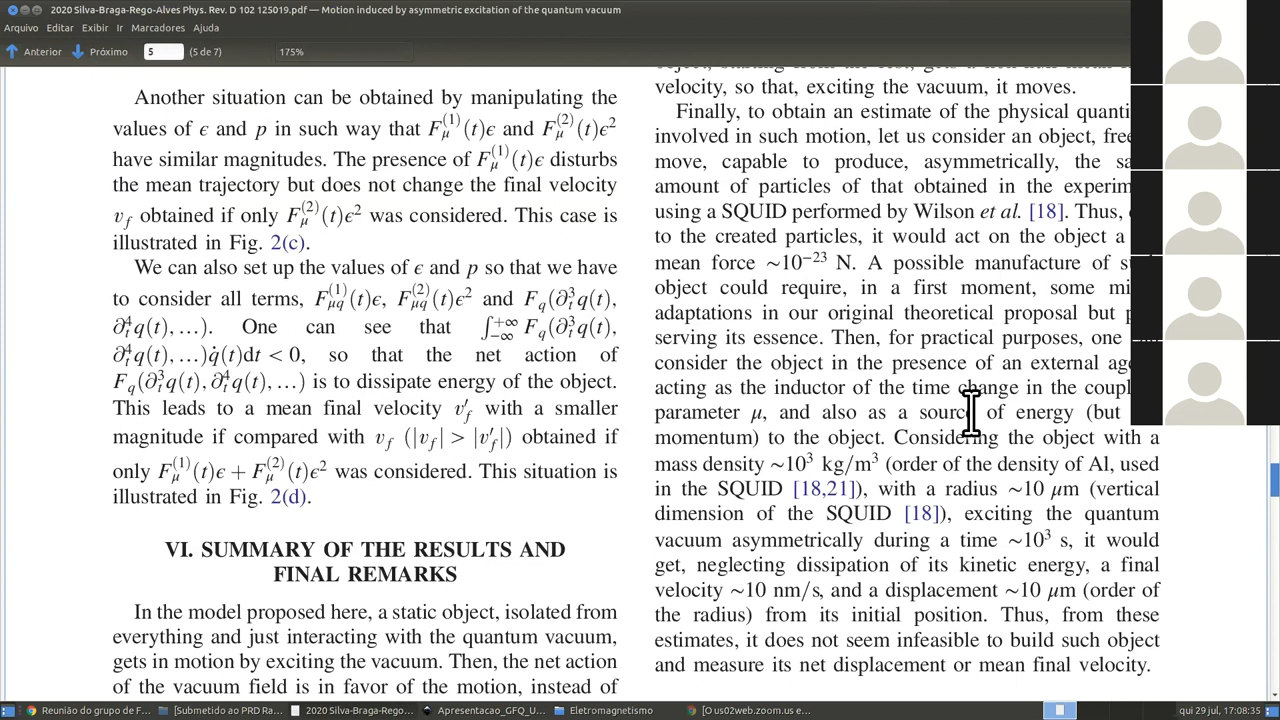 2020 Silva-Braga-Rego-Alves Phys. Rev. D 102 125019.pdf — Motion induced by asymmetric excitation of the quantum vacuum
Arquivo Editar Exibir Ir Marcadores Ajuda
Anterior Próximo 5 (5 de 7) 175%
Another situation can be obtained by manipulating the
values of ϵ and p in such way that F_μ^{(1)}(t)ϵ and F_μ^{(2)}(t)ϵ²
have similar magnitudes. The presence of F_μ^{(1)}(t)ϵ disturbs
the mean trajectory but does not change the final velocity
v_f obtained if only F_μ^{(2)}(t)ϵ² was considered. This case is
illustrated in Fig. 2(c).
We can also set up the values of ϵ and p so that we have
to consider all terms, F_{μq}^{(1)}(t)ϵ, F_{μq}^{(2)}(t)ϵ² and F_q(∂_t³q(t),
∂_t⁴q(t),…). One can see that ∫_{−∞}^{+∞} F_q(∂_t³q(t),
∂_t⁴q(t),…)q̇(t)dt < 0, so that the net action of
F_q(∂_t³q(t),∂_t⁴q(t),…) is to dissipate energy of the object.
This leads to a mean final velocity v′_f with a smaller
magnitude if compared with v_f (|v_f| > |v′_f|) obtained if
only F_μ^{(1)}(t)ϵ + F_μ^{(2)}(t)ϵ² was considered. This situation is
illustrated in Fig. 2(d).
VI. SUMMARY OF THE RESULTS AND
FINAL REMARKS
In the model proposed here, a static object, isolated from
everything and just interacting with the quantum vacuum,
gets in motion by exciting the vacuum. Then, the net action
of the vacuum field is in favor of the motion, instead of
velocity, so that, exciting the vacuum, it moves.
Finally, to obtain an estimate of the physical quanti
involved in such motion, let us consider an object, free
move, capable to produce, asymmetrically, the sa
amount of particles of that obtained in the experim
using a SQUID performed by Wilson et al. [18]. Thus,
to the created particles, it would act on the object a
mean force ∼10⁻²³ N. A possible manufacture of s
object could require, in a first moment, some mi
adaptations in our original theoretical proposal but p
serving its essence. Then, for practical purposes, one
consider the object in the presence of an external age
acting as the inductor of the time change in the coupl
parameter μ, and also as a source of energy (but
momentum) to the object. Considering the object with a
mass density ∼10³ kg/m³ (order of the density of Al, used
in the SQUID [18,21]), with a radius ∼10 μm (vertical
dimension of the SQUID [18]), exciting the quantum
vacuum asymmetrically during a time ∼10³ s, it would
get, neglecting dissipation of its kinetic energy, a final
velocity ∼10 nm/s, and a displacement ∼10 μm (order of
the radius) from its initial position. Thus, from these
estimates, it does not seem infeasible to build such object
and measure its net displacement or mean final velocity.
Reunião do grupo de F... [Submetido ao PRD Ra... 2020 Silva-Braga-Rego-... Apresentacao_GFQ_U... Eletromagnetismo [O us02web.zoom.us e... qui 29 jul, 17:08:35